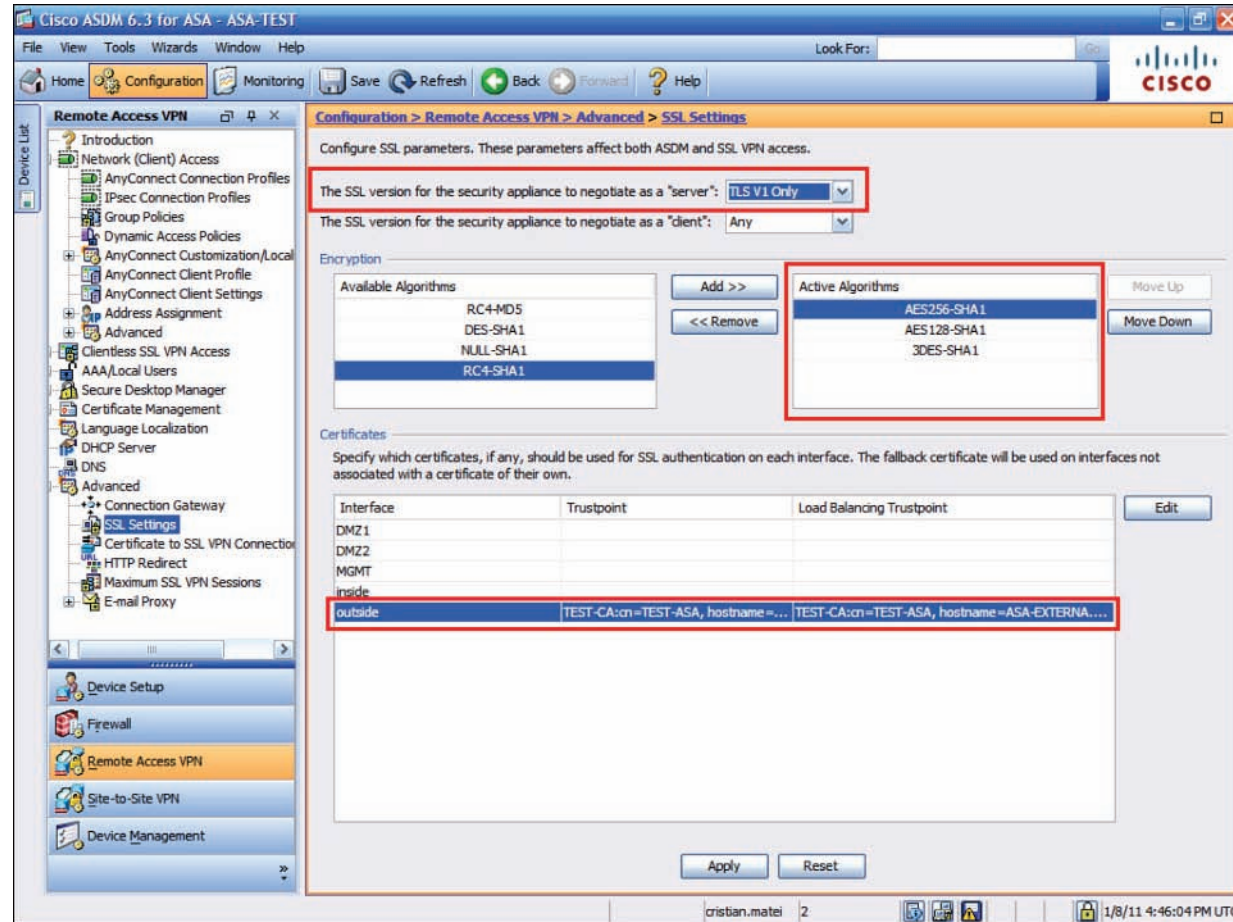 Cisco ASDM 6.3 for ASA - ASA-TEST
File View Tools Wizards Window Help Look For: Go
Home Configuration Monitoring Save Refresh Back Forward Help
CISCO
Device List
Remote Access VPN
Introduction
Network (Client) Access
AnyConnect Connection Profiles
IPsec Connection Profiles
Group Policies
Dynamic Access Policies
AnyConnect Customization/Local
AnyConnect Client Profile
AnyConnect Client Settings
Address Assignment
Advanced
Clientless SSL VPN Access
AAA/Local Users
Secure Desktop Manager
Certificate Management
Language Localization
DHCP Server
DNS
Advanced
Connection Gateway
SSL Settings
Certificate to SSL VPN Connection
HTTP Redirect
Maximum SSL VPN Sessions
E-mail Proxy
Device Setup
Firewall
Remote Access VPN
Site-to-Site VPN
Device Management
Configuration > Remote Access VPN > Advanced > SSL Settings
Configure SSL parameters. These parameters affect both ASDM and SSL VPN access.
The SSL version for the security appliance to negotiate as a "server": TLS V1 Only
The SSL version for the security appliance to negotiate as a "client": Any
Encryption
Available Algorithms
RC4-MD5
DES-SHA1
NULL-SHA1
RC4-SHA1
Add >>
<< Remove
Active Algorithms
AES256-SHA1
AES128-SHA1
3DES-SHA1
Move Up
Move Down
Certificates
Specify which certificates, if any, should be used for SSL authentication on each interface. The fallback certificate will be used on interfaces not
associated with a certificate of their own.
Interface Trustpoint Load Balancing Trustpoint
DMZ1
DMZ2
MGMT
inside
outside TEST-CA:cn=TEST-ASA, hostname=... TEST-CA:cn=TEST-ASA, hostname=ASA-EXTERNA....
Edit
Apply Reset
cristian.matei 2 1/8/11 4:46:04 PM UTC